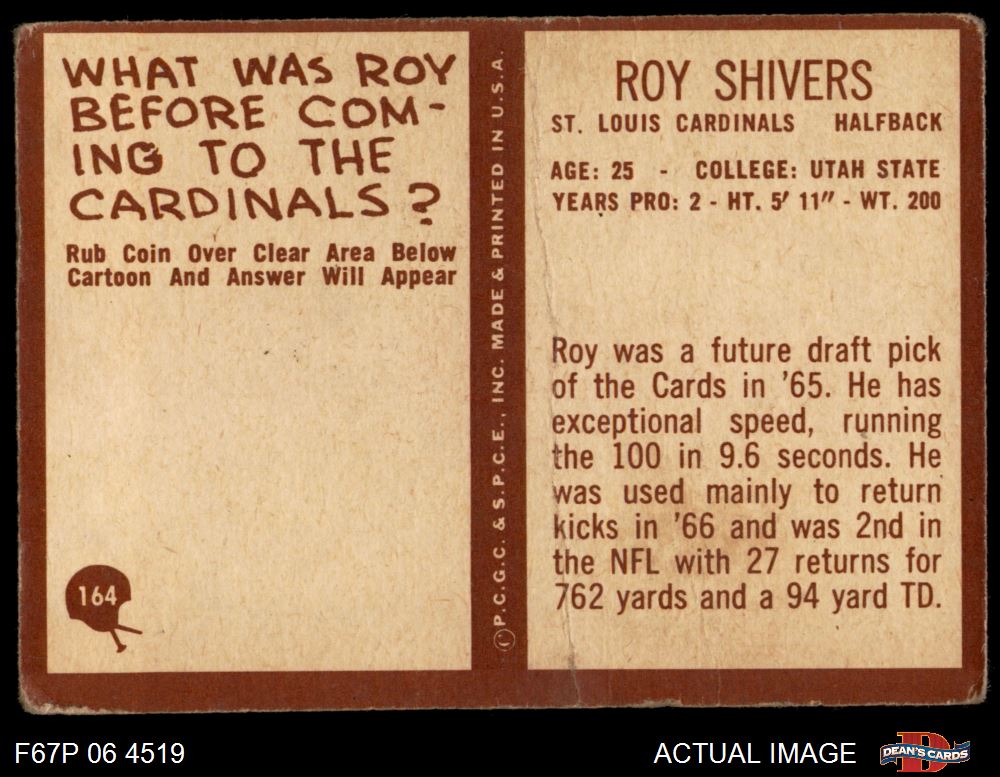 WHAT WAS ROY
BEFORE COM-
ING TO THE
CARDINALS?
Rub Coin Over Clear Area Below
Cartoon And Answer Will Appear
164
Ⓒ P.C.G.C. & S.P.C.E., INC. MADE & PRINTED IN U.S.A.
ROY SHIVERS
ST. LOUIS CARDINALS HALFBACK
AGE: 25 - COLLEGE: UTAH STATE
YEARS PRO: 2 - HT. 5' 11" - WT. 200
Roy was a future draft pick
of the Cards in '65. He has
exceptional speed, running
the 100 in 9.6 seconds. He
was used mainly to return
kicks in '66 and was 2nd in
the NFL with 27 returns for
762 yards and a 94 yard TD.
F67P 06 4519
ACTUAL IMAGE
D
DEAN'S CARDS